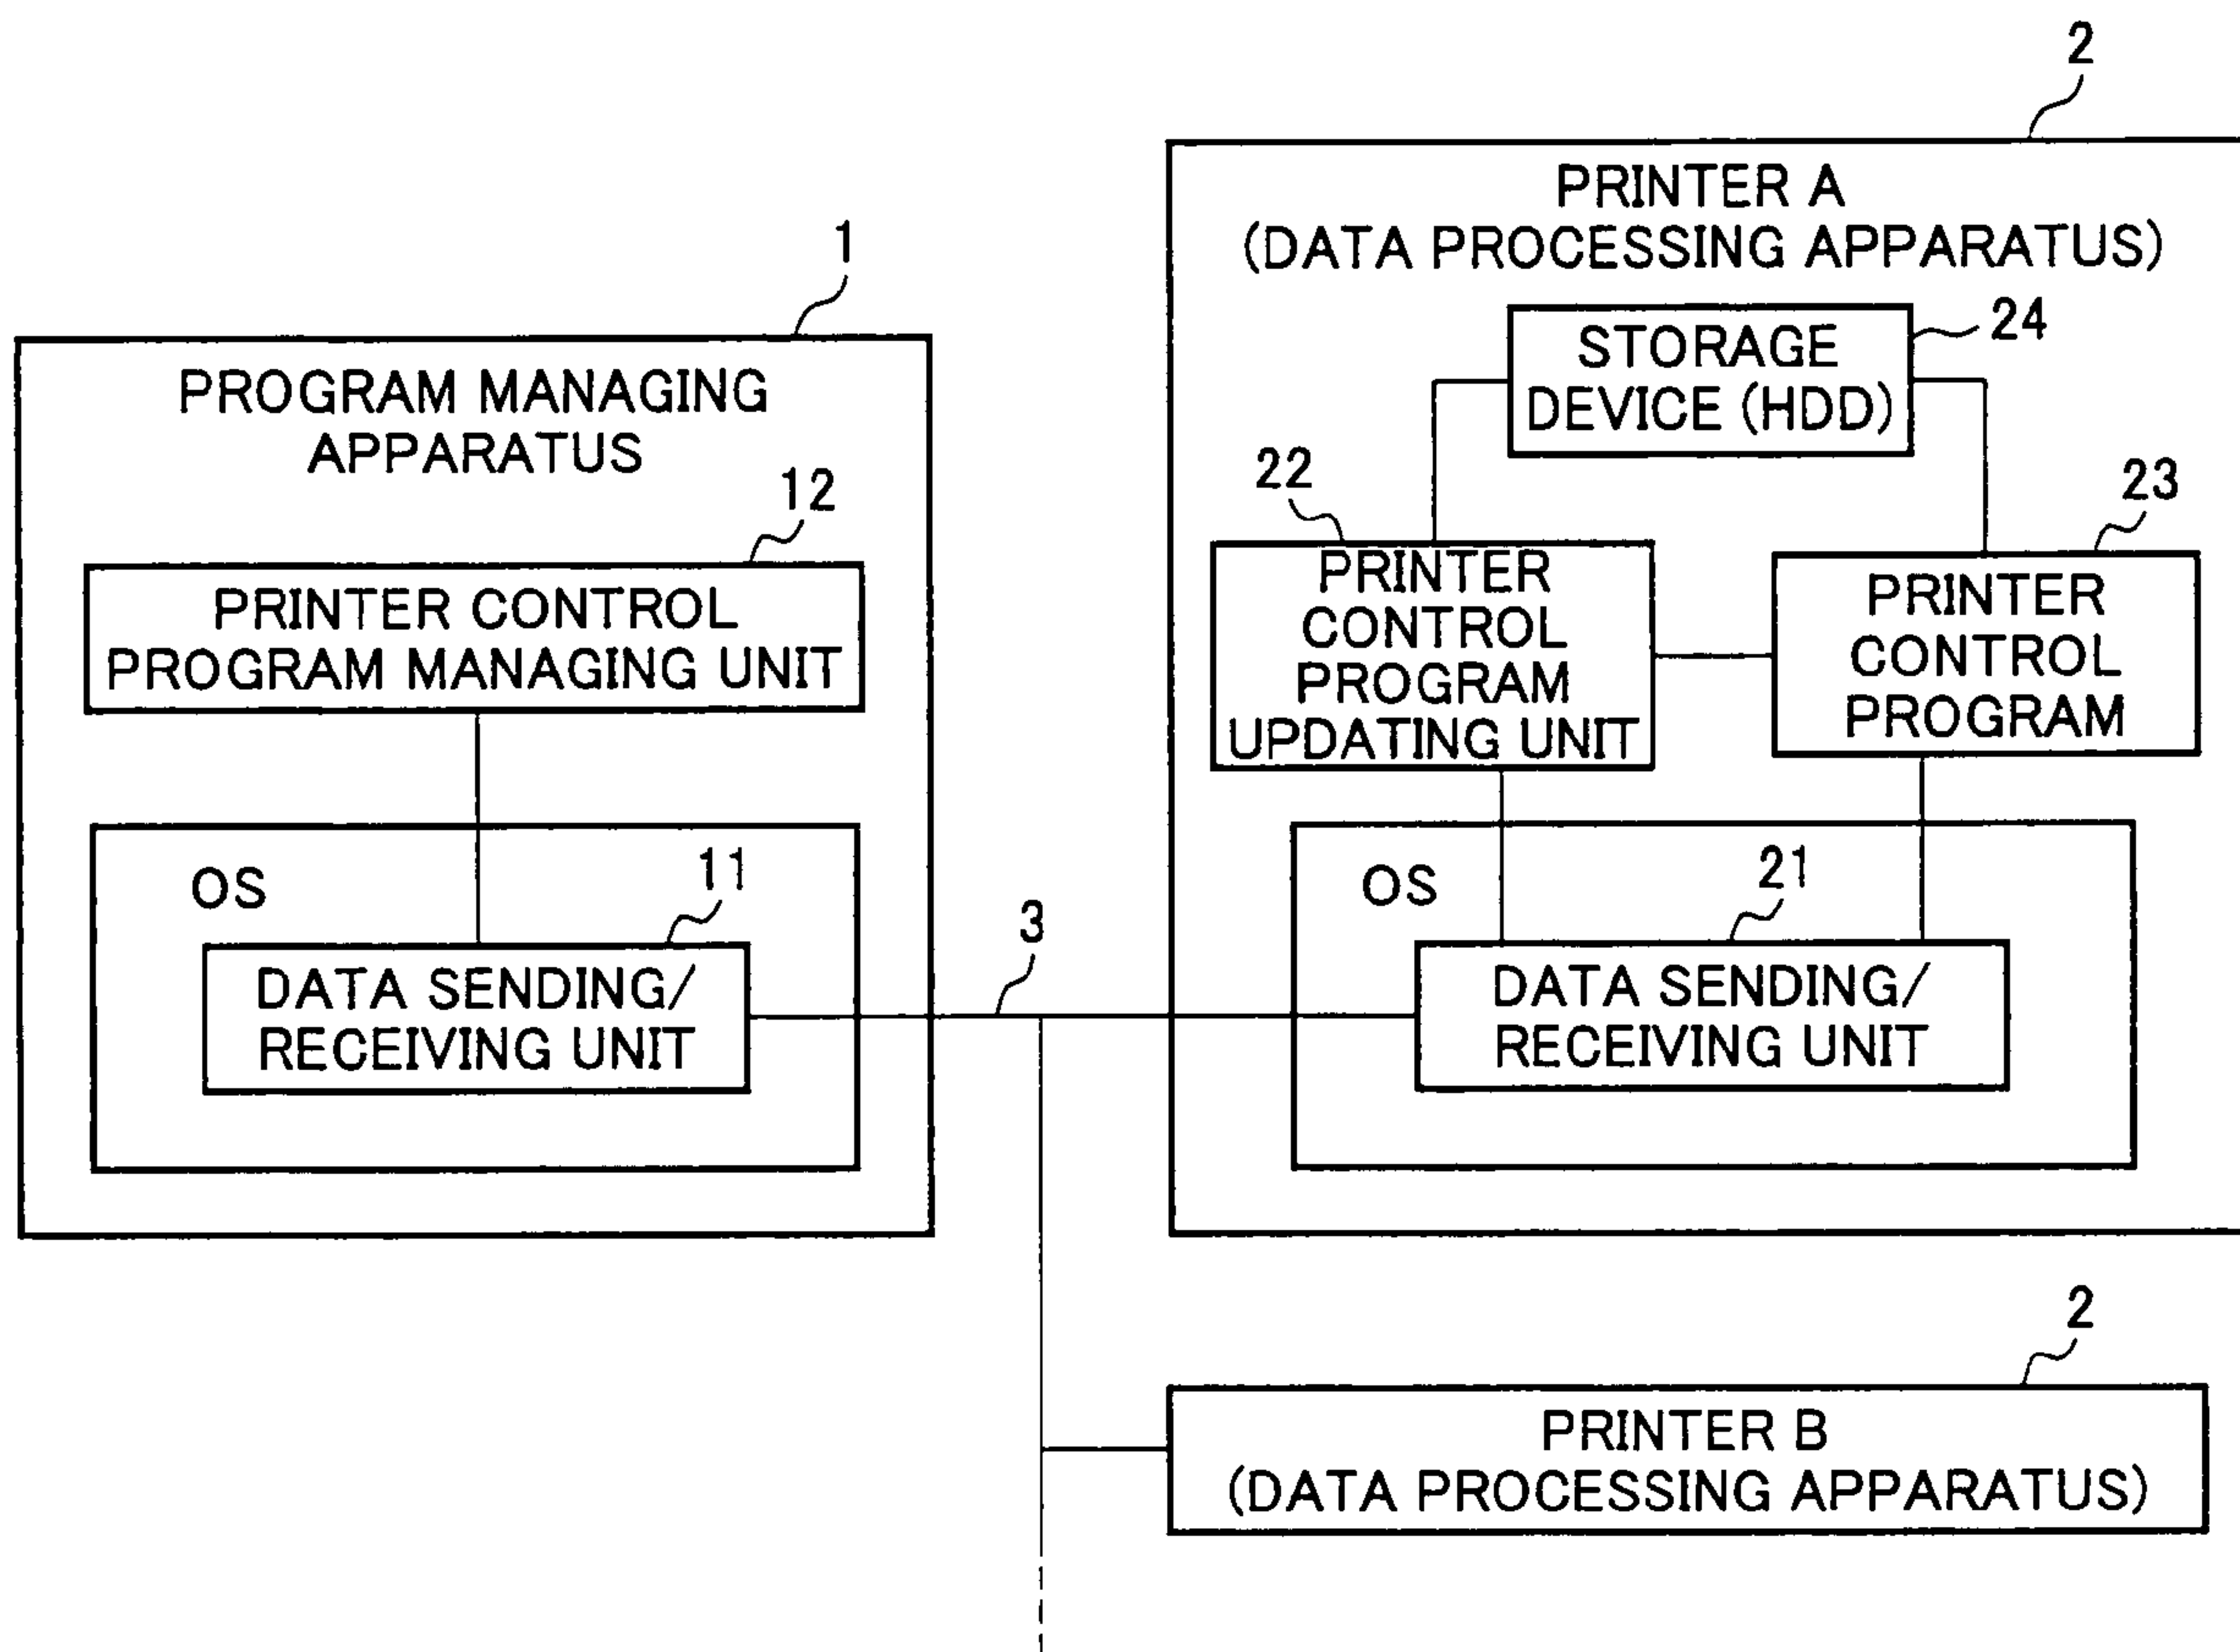 2
PRINTER A
(DATA PROCESSING APPARATUS)
STORAGE
DEVICE (HDD)
24
22
PRINTER
CONTROL
PROGRAM
UPDATING UNIT
23
PRINTER
CONTROL
PROGRAM
OS
21
DATA SENDING/
RECEIVING UNIT
1
PROGRAM MANAGING
APPARATUS
12
PRINTER CONTROL
PROGRAM MANAGING UNIT
OS
11
DATA SENDING/
RECEIVING UNIT
3
2
PRINTER B
(DATA PROCESSING APPARATUS)